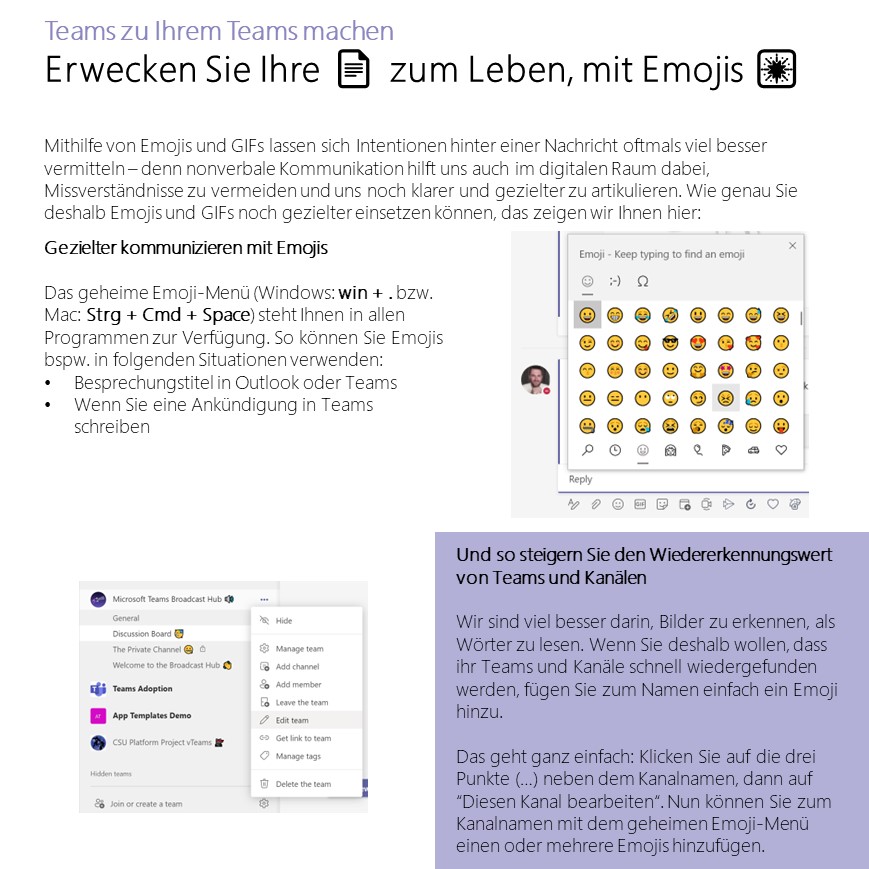 Teams zu Ihrem Teams machen
Erwecken Sie Ihre zum Leben, mit Emojis
Mithilfe von Emojis und GIFs lassen sich Intentionen hinter einer Nachricht oftmals viel besser
vermitteln – denn nonverbale Kommunikation hilft uns auch im digitalen Raum dabei,
Missverständnisse zu vermeiden und uns noch klarer und gezielter zu artikulieren. Wie genau Sie
deshalb Emojis und GIFs noch gezielter einsetzen können, das zeigen wir Ihnen hier:
Gezielter kommunizieren mit Emojis
Das geheime Emoji-Menü (Windows: win + . bzw.
Mac: Strg + Cmd + Space) steht Ihnen in allen
Programmen zur Verfügung. So können Sie Emojis
bspw. in folgenden Situationen verwenden:
• Besprechungstitel in Outlook oder Teams
• Wenn Sie eine Ankündigung in Teams
schreiben
Emoji - Keep typing to find an emoji
;-)
Ω
k
Reply
GIF
Microsoft Teams Broadcast Hub
General
Discussion Board
The Private Channel
Welcome to the Broadcast Hub
Teams Adoption
AT App Templates Demo
CSU Platform Project vTeams
Hidden teams
Join or create a team
Hide
Manage team
Add channel
Add member
Leave the team
Edit team
Get link to team
Manage tags
Delete the team
Und so steigern Sie den Wiedererkennungswert
von Teams und Kanälen
Wir sind viel besser darin, Bilder zu erkennen, als
Wörter zu lesen. Wenn Sie deshalb wollen, dass
ihr Teams und Kanäle schnell wiedergefunden
werden, fügen Sie zum Namen einfach ein Emoji
hinzu.
Das geht ganz einfach: Klicken Sie auf die drei
Punkte (...) neben dem Kanalnamen, dann auf
“Diesen Kanal bearbeiten“. Nun können Sie zum
Kanalnamen mit dem geheimen Emoji-Menü
einen oder mehrere Emojis hinzufügen.